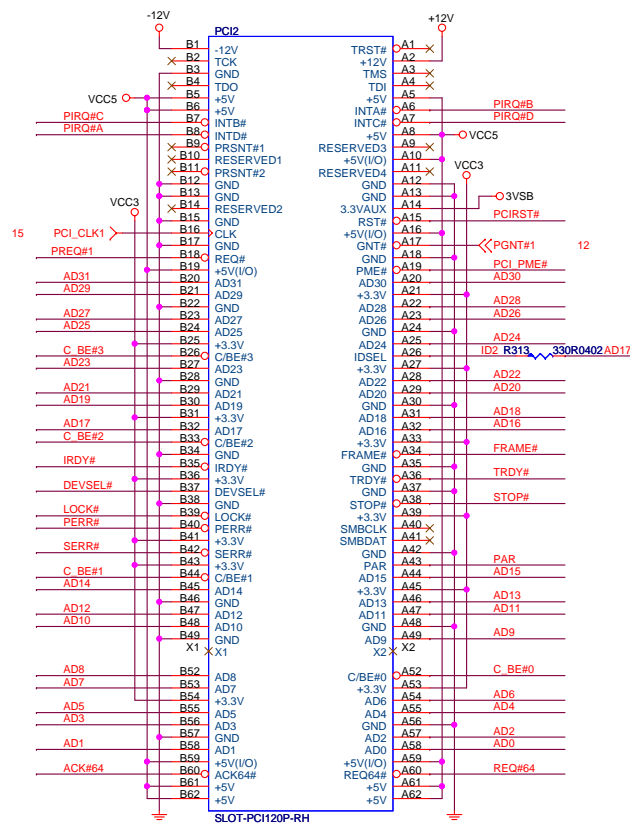 -12V +12V
PCI2
B1 -12V TRST# A1
B2 TCK +12V A2
B3 GND TMS A3
B4 TDO TDI A4
VCC5 B5 +5V +5V A5
B6 +5V INTA# A6 PIRQ#B
PIRQ#C B7 INTB# INTC# A7 PIRQ#D
PIRQ#A B8 INTD# +5V A8 VCC5
B9 PRSNT#1 RESERVED3 A9
B10 RESERVED1 +5V(I/O) A10
B11 PRSNT#2 RESERVED4 A11 VCC3
B12 GND GND A12
B13 GND GND A13
VCC3 B14 RESERVED2 3.3VAUX A14 3VSB
B15 GND RST# A15 PCIRST#
15 PCI_CLK1 B16 CLK +5V(I/O) A16
B17 GND GNT# A17 PGNT#1 12
PREQ#1 B18 REQ# GND A18
B19 +5V(I/O) PME# A19 PCI_PME#
AD31 B20 AD31 AD30 A20 AD30
AD29 B21 AD29 +3.3V A21
B22 GND AD28 A22 AD28
AD27 B23 AD27 AD26 A23 AD26
AD25 B24 AD25 GND A24
B25 +3.3V AD24 A25 AD24
C_BE#3 B26 C/BE#3 IDSEL A26 ID2 R313 330R0402 AD17
AD23 B27 AD23 +3.3V A27
B28 GND AD22 A28 AD22
AD21 B29 AD21 AD20 A29 AD20
AD19 B30 AD19 GND A30
B31 +3.3V AD18 A31 AD18
AD17 B32 AD17 AD16 A32 AD16
C_BE#2 B33 C/BE#2 +3.3V A33
B34 GND FRAME# A34 FRAME#
IRDY# B35 IRDY# GND A35
B36 +3.3V TRDY# A36 TRDY#
DEVSEL# B37 DEVSEL# GND A37
B38 GND STOP# A38 STOP#
LOCK# B39 LOCK# +3.3V A39
PERR# B40 PERR# SMBCLK A40
B41 +3.3V SMBDAT A41
SERR# B42 SERR# GND A42
B43 +3.3V PAR A43 PAR
C_BE#1 B44 C/BE#1 AD15 A44 AD15
AD14 B45 AD14 +3.3V A45
B46 GND AD13 A46 AD13
AD12 B47 AD12 AD11 A47 AD11
AD10 B48 AD10 GND A48
B49 GND AD9 A49 AD9
X1 X1 X2 X2
AD8 B52 AD8 C/BE#0 A52 C_BE#0
AD7 B53 AD7 +3.3V A53
B54 +3.3V AD6 A54 AD6
AD5 B55 AD5 AD4 A55 AD4
AD3 B56 AD3 GND A56
B57 GND AD2 A57 AD2
AD1 B58 AD1 AD0 A58 AD0
B59 +5V(I/O) +5V(I/O) A59
ACK#64 B60 ACK64# REQ64# A60 REQ#64
B61 +5V +5V A61
B62 +5V +5V A62
SLOT-PCI120P-RH